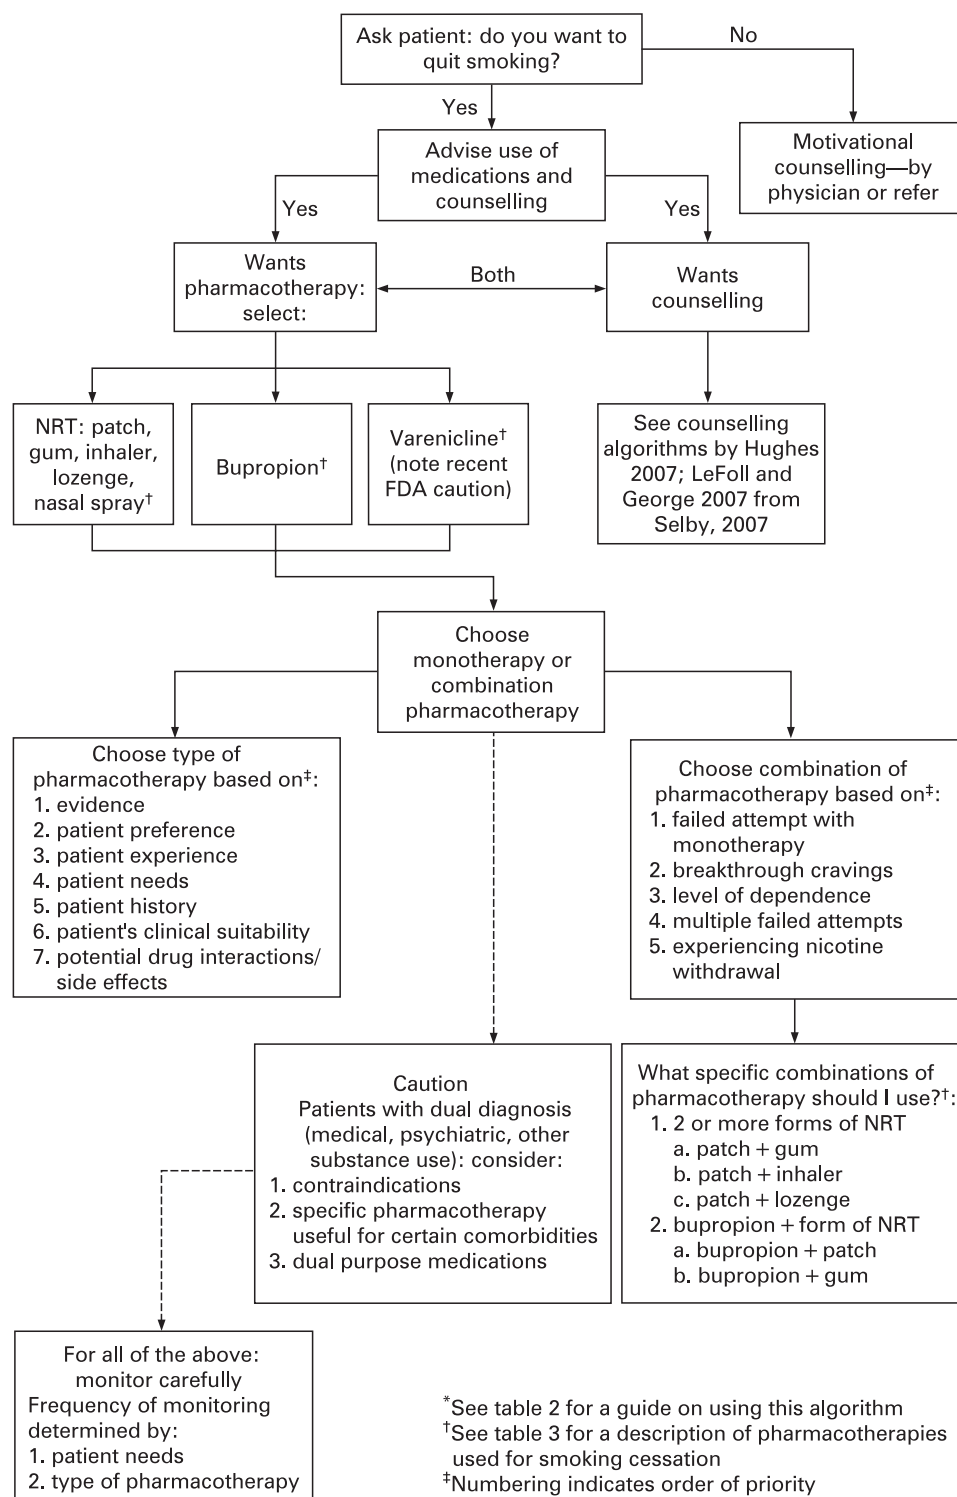 Ask patient: do you want to
quit smoking?
No
Yes
Motivational
counselling—by
physician or refer
Advise use of
medications and
counselling
Yes
Yes
Wants
pharmacotherapy:
select:
Both
Wants
counselling
NRT: patch,
gum, inhaler,
lozenge,
nasal spray†
Bupropion†
Varenicline†
(note recent
FDA caution)
See counselling
algorithms by Hughes
2007; LeFoll and
George 2007 from
Selby, 2007
Choose
monotherapy or
combination
pharmacotherapy
Choose type of
pharmacotherapy based on‡:
1. evidence
2. patient preference
3. patient experience
4. patient needs
5. patient history
6. patient's clinical suitability
7. potential drug interactions/
side effects
Choose combination of
pharmacotherapy based on‡:
1. failed attempt with
monotherapy
2. breakthrough cravings
3. level of dependence
4. multiple failed attempts
5. experiencing nicotine
withdrawal
Caution
Patients with dual diagnosis
(medical, psychiatric, other
substance use): consider:
1. contraindications
2. specific pharmacotherapy
useful for certain comorbidities
3. dual purpose medications
What specific combinations of
pharmacotherapy should I use?†:
1. 2 or more forms of NRT
a. patch + gum
b. patch + inhaler
c. patch + lozenge
2. bupropion + form of NRT
a. bupropion + patch
b. bupropion + gum
For all of the above:
monitor carefully
Frequency of monitoring
determined by:
1. patient needs
2. type of pharmacotherapy
*See table 2 for a guide on using this algorithm
†See table 3 for a description of pharmacotherapies
used for smoking cessation
‡Numbering indicates order of priority